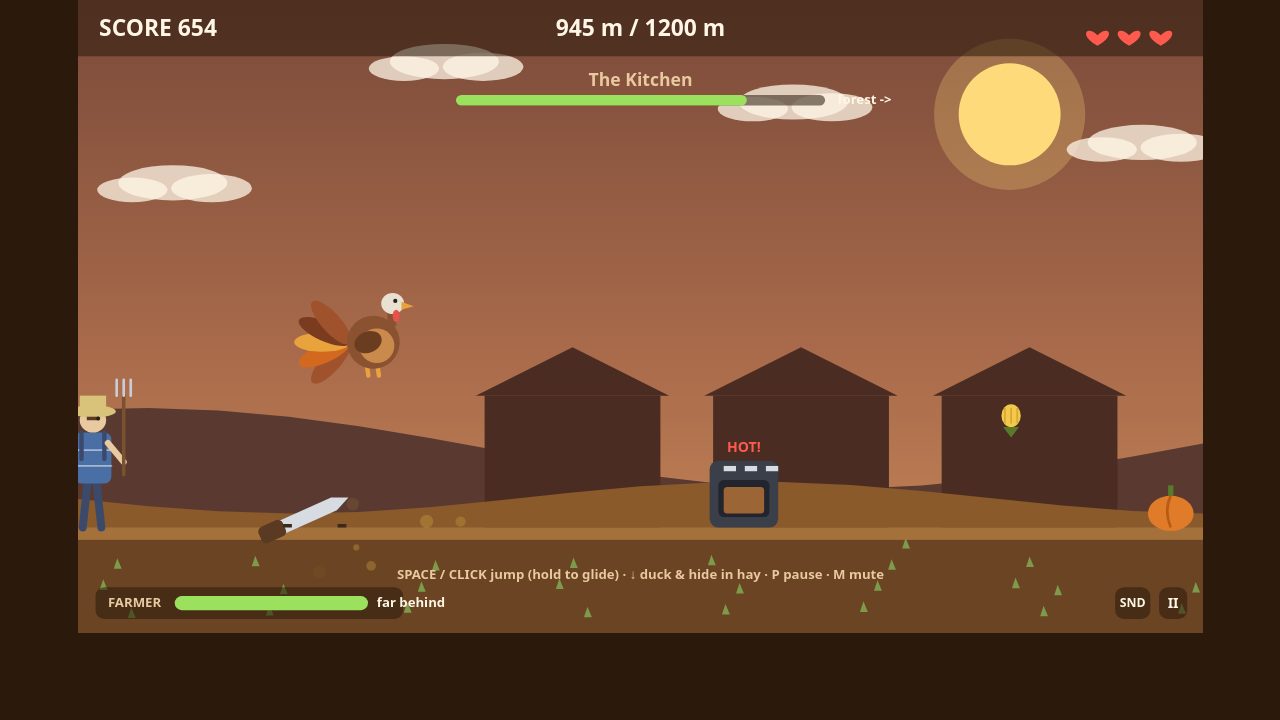 SCORE 654
945 m / 1200 m
The Kitchen
forest ->
HOT!
SPACE / CLICK jump (hold to glide) · ↓ duck & hide in hay · P pause · M mute
FARMER
far behind
SND
II